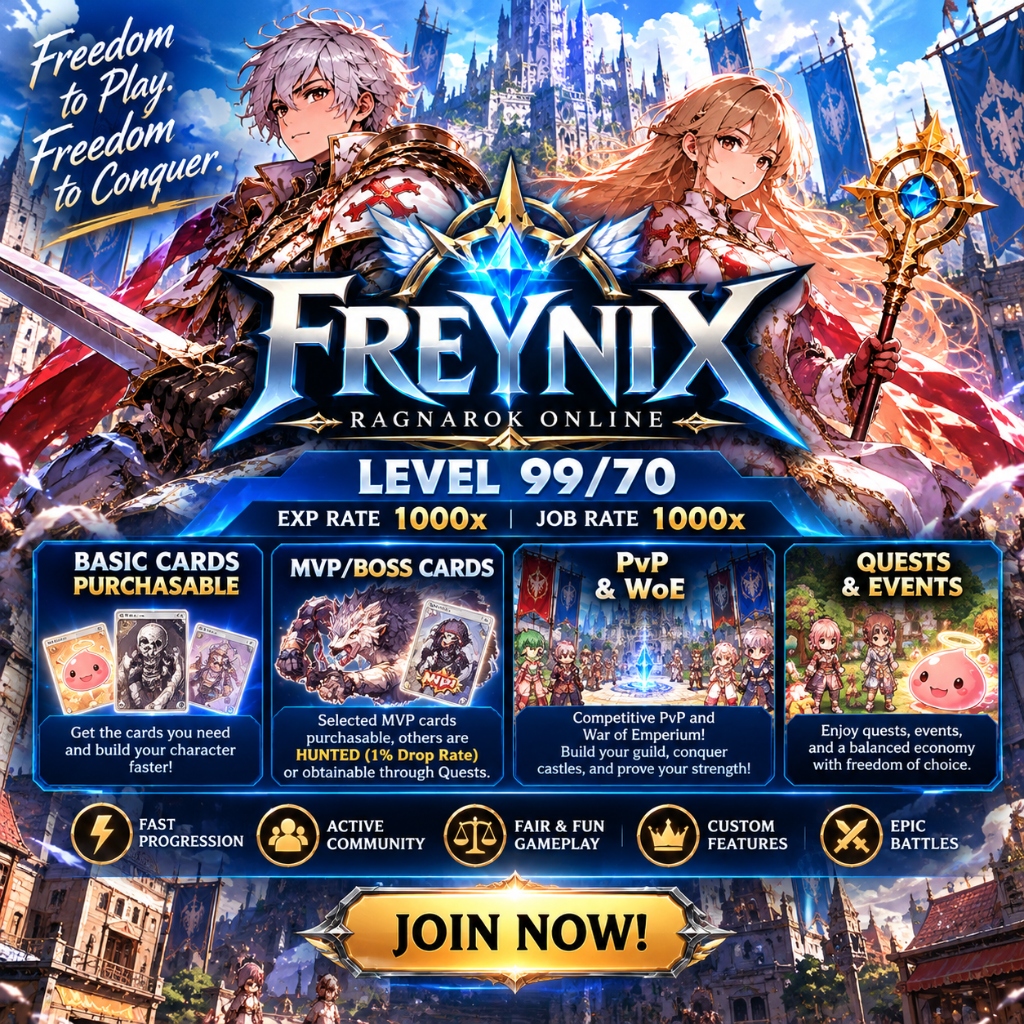 Freedom
to Play.
Freedom
to Conquer.
FREYNIX
RAGNAROK ONLINE
LEVEL 99/70
EXP RATE 1000x | JOB RATE 1000x
BASIC CARDS
PURCHASABLE
Get the cards you need
and build your character
faster!
MVP/BOSS CARDS
MVP!
Selected MVP cards
purchasable, others are
HUNTED (1% Drop Rate)
or obtainable through Quests.
PvP
& WoE
Competitive PvP and
War of Emperium!
Build your guild, conquer
castles, and prove your strength!
QUESTS
& EVENTS
Enjoy quests, events,
and a balanced economy
with freedom of choice.
FAST
PROGRESSION
ACTIVE
COMMUNITY
FAIR & FUN
GAMEPLAY
CUSTOM
FEATURES
EPIC
BATTLES
JOIN NOW!